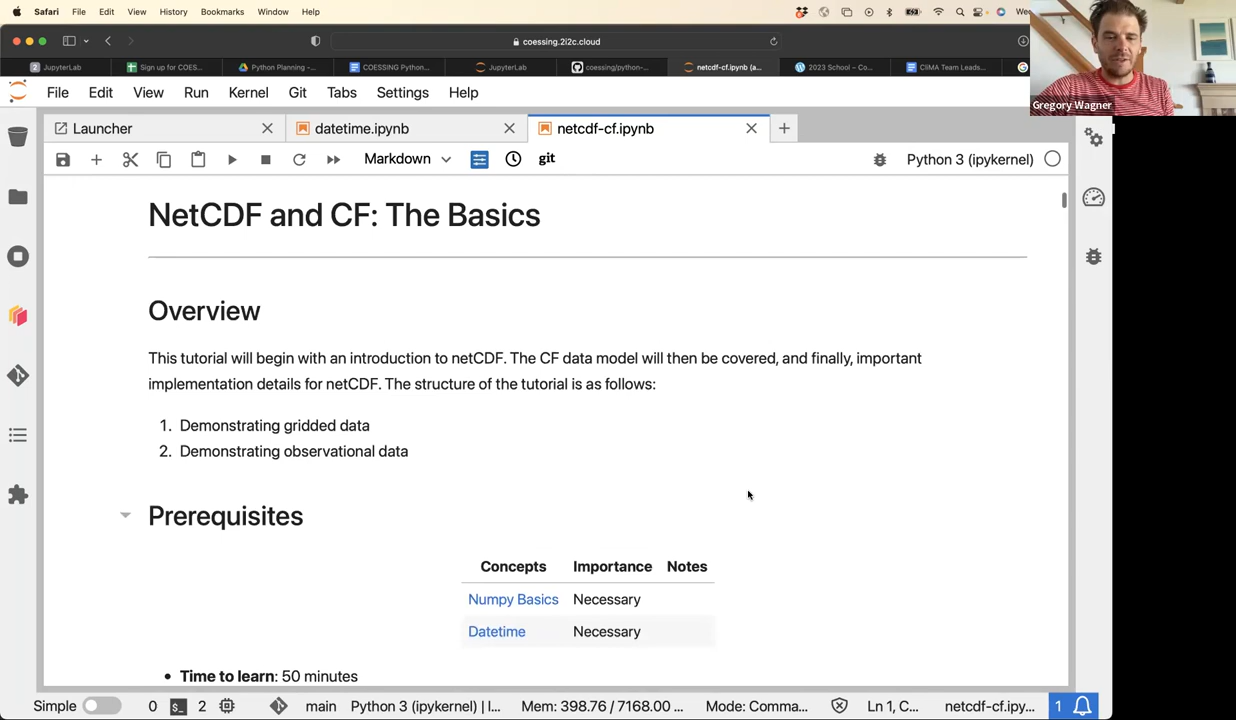 Safari File Edit View History Bookmarks Window Help
coessing.2i2c.cloud
JupyterLab
Sign up for COES...
Python Planning -...
COESSING Python...
JupyterLab
coessing/python-...
netcdf-cf.ipynb (a...
2023 School – Co...
CliMA Team Leads...
Gregory Wagner
File Edit View Run Kernel Git Tabs Settings Help
Launcher
datetime.ipynb
netcdf-cf.ipynb
Markdown
git
Python 3 (ipykernel)
NetCDF and CF: The Basics
Overview
This tutorial will begin with an introduction to netCDF. The CF data model will then be covered, and finally, important
implementation details for netCDF. The structure of the tutorial is as follows:
1. Demonstrating gridded data
2. Demonstrating observational data
Prerequisites
Concepts Importance Notes
Numpy Basics Necessary
Datetime Necessary
• Time to learn: 50 minutes
Simple 0 2 main Python 3 (ipykernel) | I... Mem: 398.76 / 7168.00 ... Mode: Comma... Ln 1, C... netcdf-cf.ipy... 1